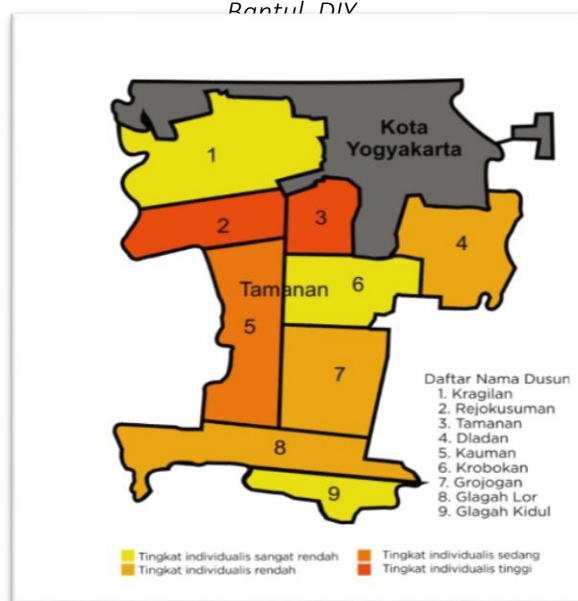 Bantul, DIY
Kota
Yogyakarta
1
2
3
4
Tamanan
6
5
7
8
9
Daftar Nama Dusun
1. Kragilan
2. Rejokusuman
3. Tamanan
4. Dladan
5. Kauman
6. Krobokan
7. Grojogan
8. Glagah Lor
9. Glagah Kidul
Tingkat individualis sangat rendah
Tingkat individualis rendah
Tingkat individualis sedang
Tingkat individualis tinggi